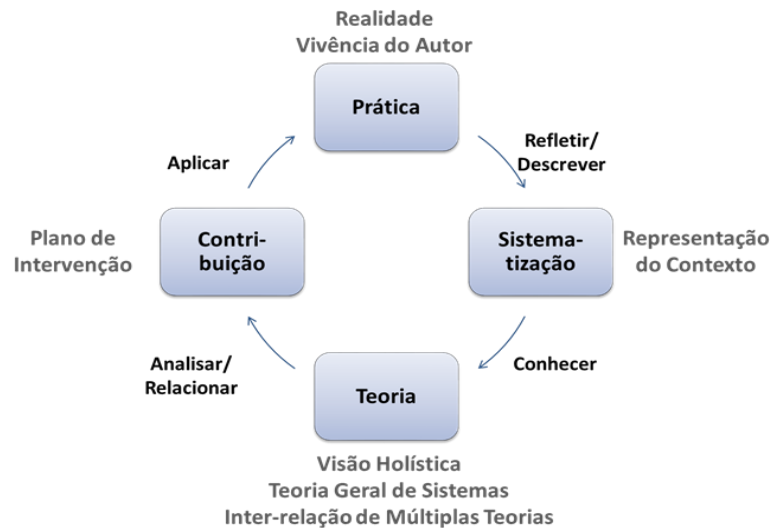 Realidade
Vivência do Autor
Prática
Aplicar
Refletir/
Descrever
Plano de
Intervenção
Contri-
buição
Sistema-
tização
Representação
do Contexto
Analisar/
Relacionar
Conhecer
Teoria
Visão Holística
Teoria Geral de Sistemas
Inter-relação de Múltiplas Teorias